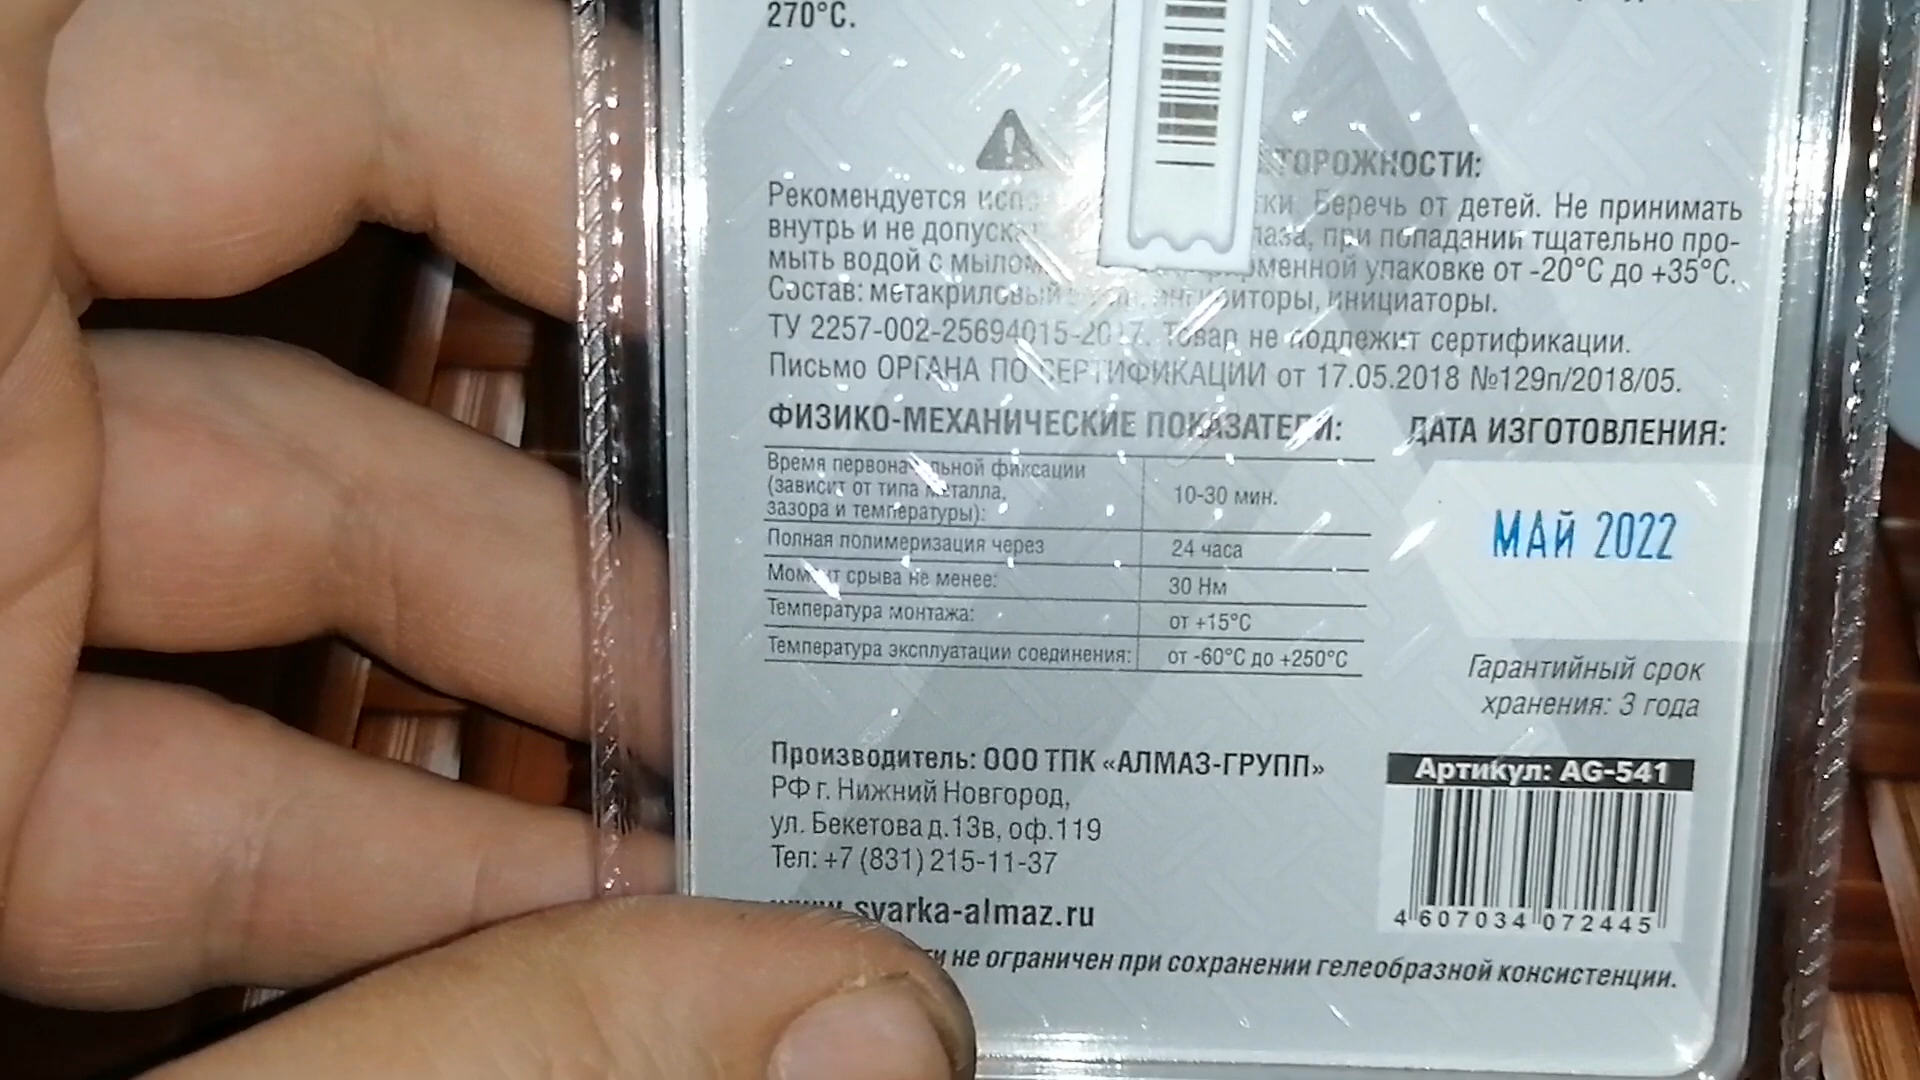 270°C.
ТОРОЖНОСТИ:
Рекомендуется Беречь от детей. Не принимать
внутрь и не при попадании тщательно про-
мыть водой с мылом упаковке от -20°C до +35°C.
Состав: метакриловый инициаторы.
ТУ 2257-002-25694015-2017. Товар не подлежит сертификации.
Письмо ОРГАНА ПО СЕРТИФИКАЦИИ от 17.05.2018 №129п/2018/05.
ФИЗИКО-МЕХАНИЧЕСКИЕ ПОКАЗАТЕЛИ:
ДАТА ИЗГОТОВЛЕНИЯ:
Время первоначальной фиксации
(зависит от типа металла,
зазора и температуры):
10-30 мин.
Полная полимеризация через
24 часа
Момент срыва не менее:
30 Нм
Температура монтажа:
от +15°C
Температура эксплуатации соединения:
от -60°C до +250°C
МАЙ 2022
Гарантийный срок
хранения: 3 года
Производитель: ООО ТПК «АЛМАЗ-ГРУПП»
РФ г. Нижний Новгород,
ул. Бекетова д.13в, оф.119
Тел: +7 (831) 215-11-37
www.svarka-almaz.ru
Артикул: AG-541
4 607034 072445
не ограничен при сохранении гелеобразной консистенции.